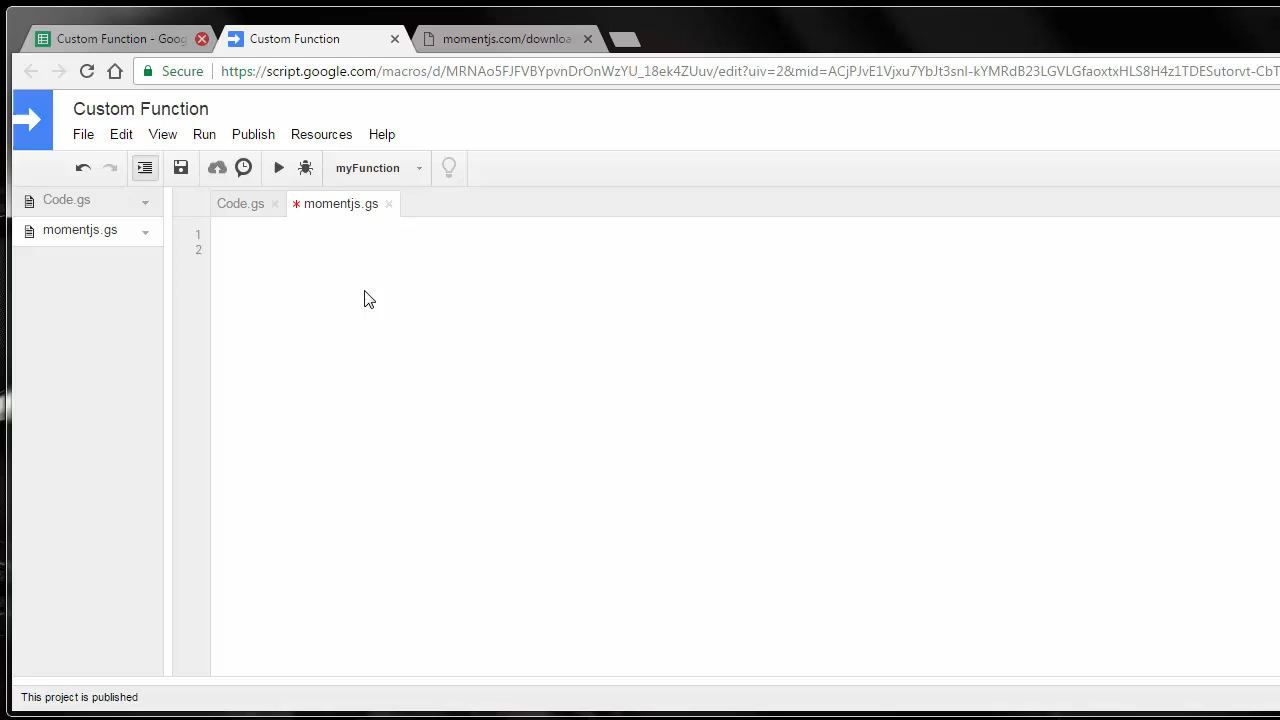 Custom Function - Goog
Custom Function
momentjs.com/downloa
Secure
https://script.google.com/macros/d/MRNAo5FJFVBYpvnDrOnWzYU_18ek4ZUuv/edit?uiv=2&mid=ACjPJvE1Vjxu7YbJt3snl-kYMRdB23LGVLGfaoxtxHLS8H4z1TDESutorvt-CbT
Custom Function
File Edit View Run Publish Resources Help
myFunction
Code.gs
momentjs.gs
Code.gs
* momentjs.gs
1
2
This project is published